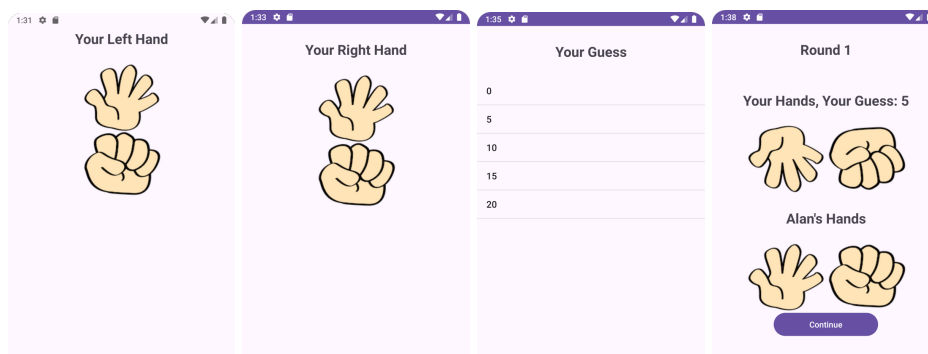 1:31
Your Left Hand
1:33
Your Right Hand
1:35
Your Guess
0
5
10
15
20
1:38
Round 1
Your Hands, Your Guess: 5
Alan's Hands
Continue